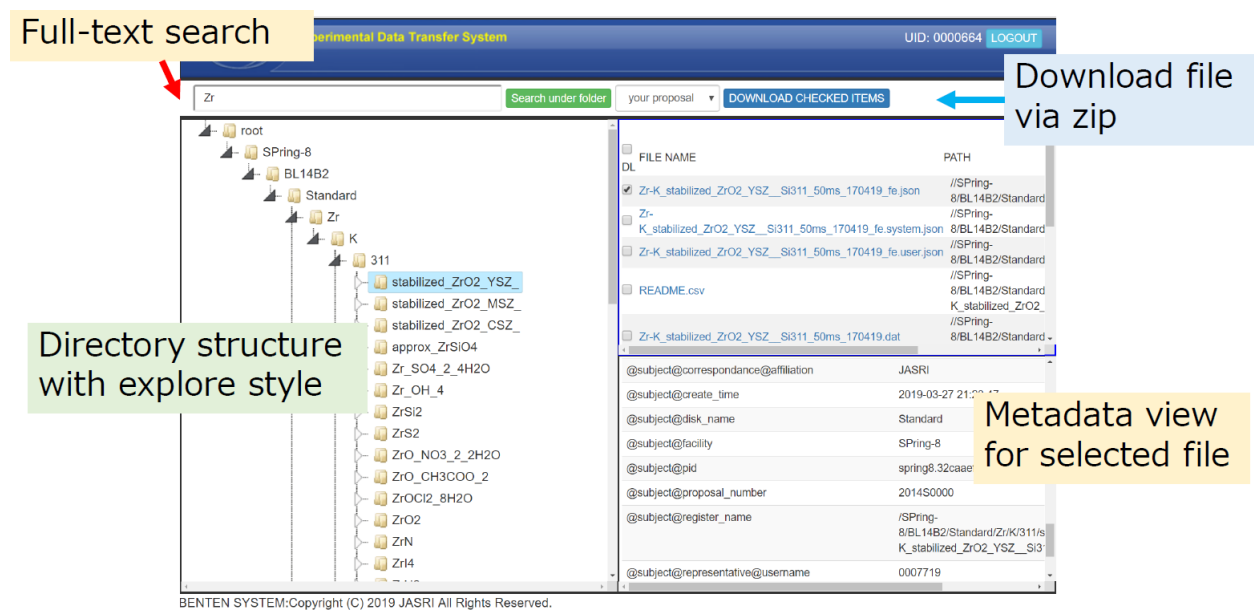 Full-text search
perimental Data Transfer System
UID: 0000664 LOGOUT
Download file
via zip
Zr
Search under folder
your proposal
DOWNLOAD CHECKED ITEMS
root
SPring-8
BL14B2
Standard
Zr
K
311
stabilized_ZrO2_YSZ_
stabilized_ZrO2_MSZ_
stabilized_ZrO2_CSZ_
approx_ZrSiO4
Zr_SO4_2_4H2O
Zr_OH_4
ZrSi2
ZrS2
ZrO_NO3_2_2H2O
ZrO_CH3COO_2
ZrOCl2_8H2O
ZrO2
ZrN
ZrI4
Directory structure
with explore style
DL
FILE NAME
PATH
Zr-K_stabilized_ZrO2_YSZ__Si311_50ms_170419_fe.json
//SPring-
8/BL14B2/Standard
Zr-
K_stabilized_ZrO2_YSZ__Si311_50ms_170419_fe.system.json
//SPring-
8/BL14B2/Standard
Zr-K_stabilized_ZrO2_YSZ__Si311_50ms_170419_fe.user.json
//SPring-
8/BL14B2/Standard
README.csv
//SPring-
8/BL14B2/Standard
K_stabilized_ZrO2_
Zr-K_stabilized_ZrO2_YSZ__Si311_50ms_170419.dat
//SPring-
8/BL14B2/Standard
@subject@correspondance@affiliation
JASRI
@subject@create_time
2019-03-27
@subject@disk_name
Standard
@subject@facility
SPring-8
@subject@pid
spring8.32caae
@subject@proposal_number
2014S0000
@subject@register_name
/SPring-
8/BL14B2/Standard/Zr/K/311/s
K_stabilized_ZrO2_YSZ__Si3
@subject@representative@username
0007719
Metadata view
for selected file
BENTEN SYSTEM:Copyright (C) 2019 JASRI All Rights Reserved.